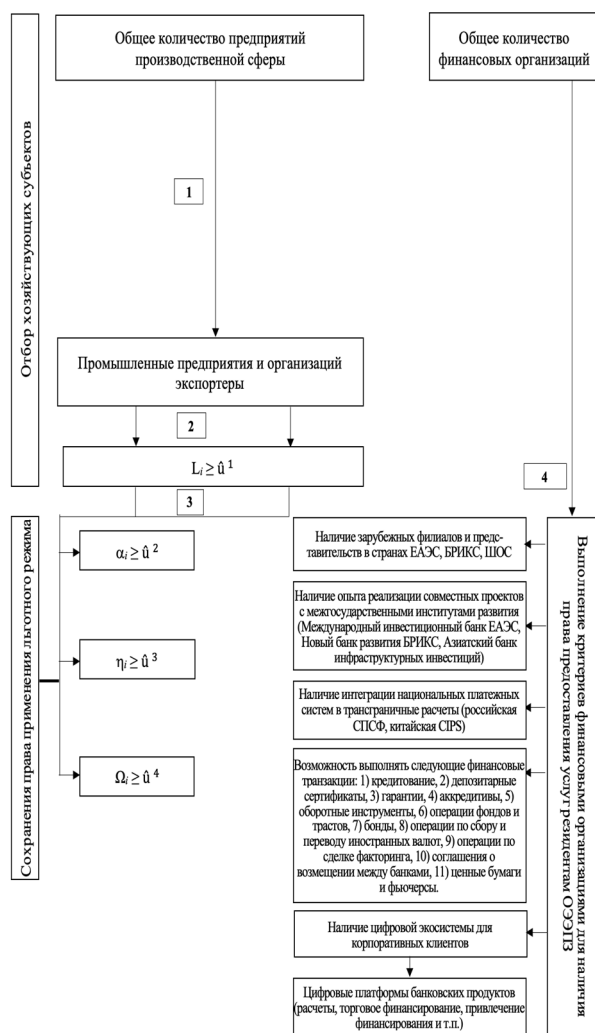 Общее количество предприятий
производственной сферы
Общее количество
финансовых организаций
Отбор хозяйствующих субъектов
1
Промышленные предприятия и организаций
экспортеры
2
L i ≥ û 1
3
4
Сохранения права применения льготного режима
α i ≥ û 2
η i ≥ û 3
Ω i ≥ û 4
Наличие зарубежных филиалов и предс-
тавительств в странах ЕАЭС, БРИКС, ШОС
Наличие опыта реализации совместных проектов
с межгосударственными институтами развития
(Международный инвестиционный банк ЕАЭС,
Новый банк развития БРИКС, Азиатский банк
инфраструктурных инвестиций)
Наличие интеграции национальных платежных
систем в трансграничные расчеты (российская
СПСФ, китайская CIPS)
Возможность выполнять следующие финансовые
транзакции: 1) кредитование, 2) депозитарные
сертификаты, 3) гарантии, 4) аккредитивы, 5)
оборотные инструменты, 6) операции фондов и
трастов, 7) бонды, 8) операции по сбору и
переводу иностранных валют, 9) операции по
сделке факторинга, 10) соглашения о
возмещении между банками, 11) ценные бумаги
и фьючерсы.
Наличие цифровой экосистемы для
корпоративных клиентов
Цифровые платформы банковских продуктов
(расчеты, торговое финансирование, привлечение
финансирования и т.п.)
Выполнение критериев финансовыми организациями для наличия
права предоставления услуг резидентам ОЭЭПЗ